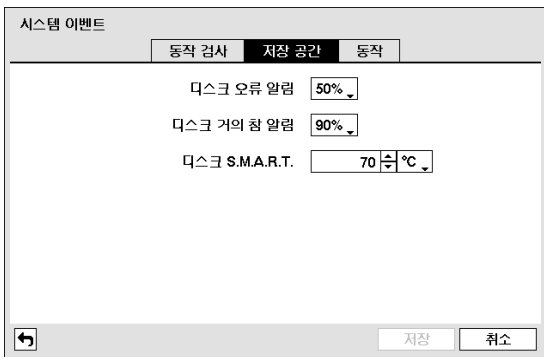 시스템 이벤트
동작 검사 저장 공간 동작
디스크 오류 알림 50%
디스크 거의 참 알림 90%
디스크 S.M.A.R.T. 70 °C
저장 취소